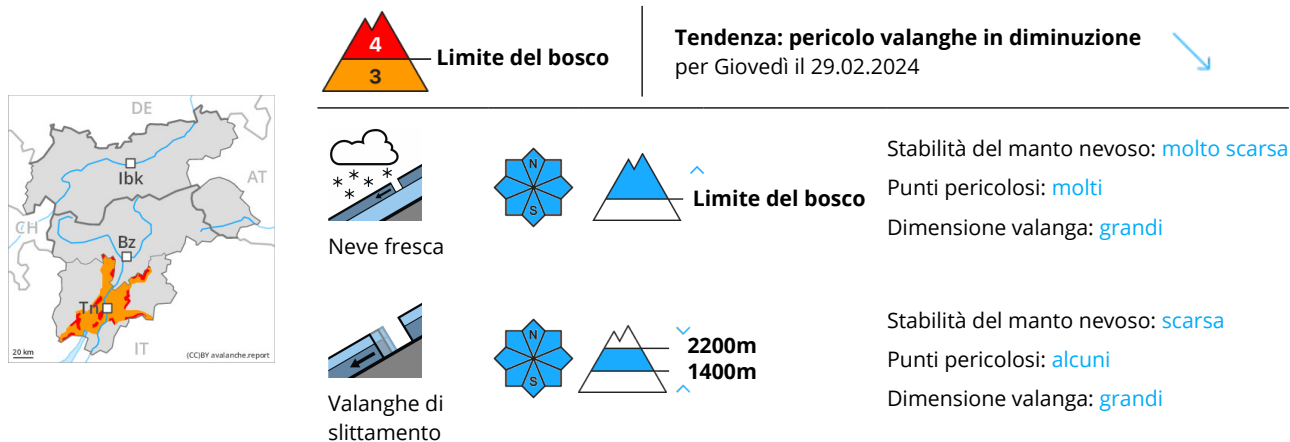 4
3
Limite del bosco
Tendenza: pericolo valanghe in diminuzione
per Giovedì il 29.02.2024
DE
AT
Ibk
CH
Bz
Tn
IT
20 km
(CC)BY avalanche.report
Neve fresca
N
S
Limite del bosco
Stabilità del manto nevoso: molto scarsa
Punti pericolosi: molti
Dimensione valanga: grandi
Valanghe di
slittamento
N
S
2200m
1400m
Stabilità del manto nevoso: scarsa
Punti pericolosi: alcuni
Dimensione valanga: grandi